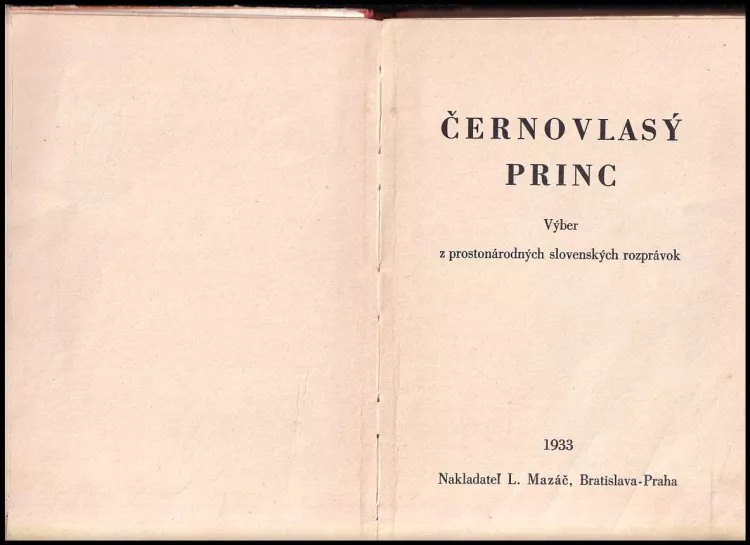 ČERNOVLASÝ
PRINC
Výber
z prostonárodných slovenských rozprávok
1933
Nakladateľ L. Mazáč, Bratislava-Praha